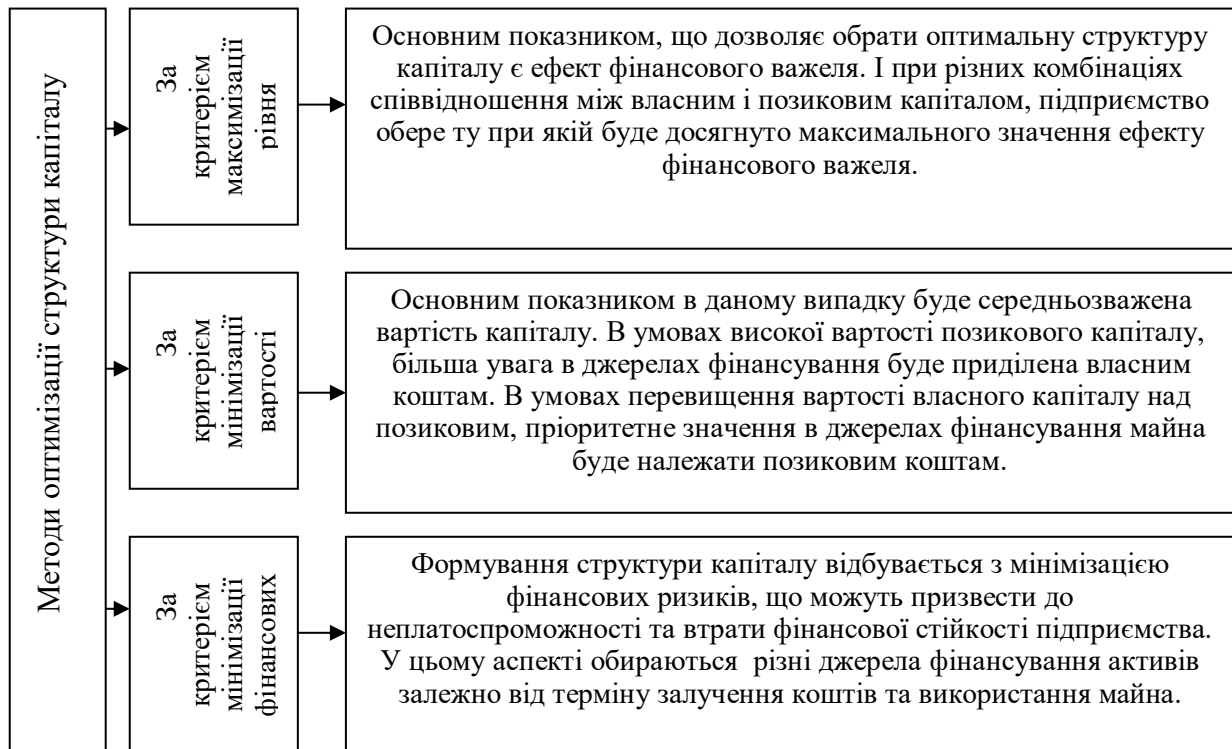 Методи оптимізації структури капіталу
За
критерієм
максимізації
рівня
Основним показником, що дозволяє обрати оптимальну структуру
капіталу є ефект фінансового важеля. І при різних комбінаціях
співвідношення між власним і позиковим капіталом, підприємство
обере ту при якій буде досягнуто максимального значення ефекту
фінансового важеля.
За
критерієм
мінімізації
вартості
Основним показником в даному випадку буде середньозважена
вартість капіталу. В умовах високої вартості позикового капіталу,
більша увага в джерелах фінансування буде приділена власним
коштам. В умовах перевищення вартості власного капіталу над
позиковим, пріоритетне значення в джерелах фінансування майна
буде належати позиковим коштам.
За
критерієм
мінімізації
фінансових
Формування структури капіталу відбувається з мінімізацією
фінансових ризиків, що можуть призвести до
неплатоспроможності та втрати фінансової стійкості підприємства.
У цьому аспекті обираються  різні джерела фінансування активів
залежно від терміну залучення коштів та використання майна.